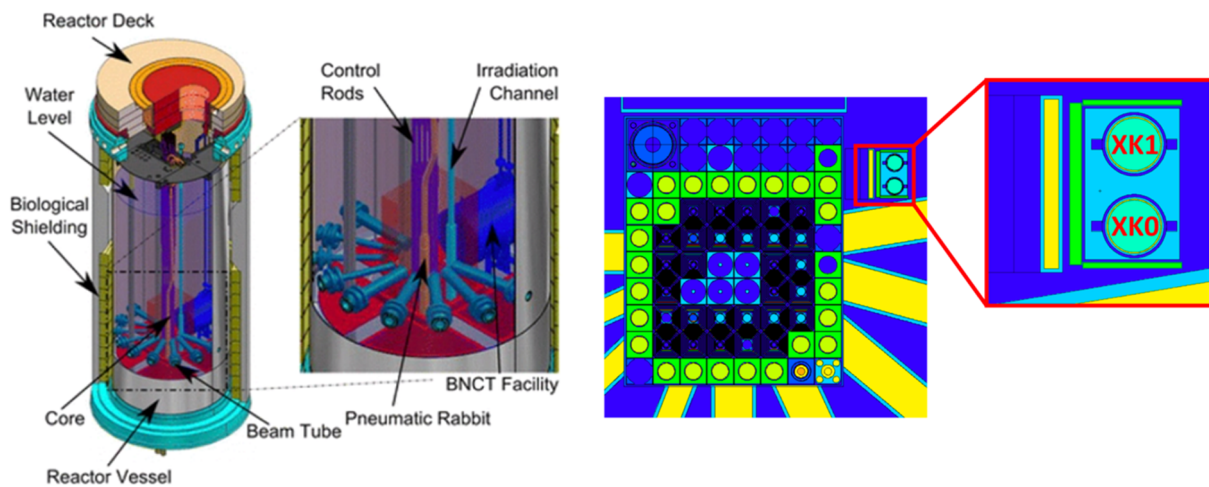 Reactor Deck
Water
Level
Biological
Shielding
Core
Reactor Vessel
Beam Tube
Control
Rods
Irradiation
Channel
BNCT Facility
Pneumatic Rabbit
XK1
XK0